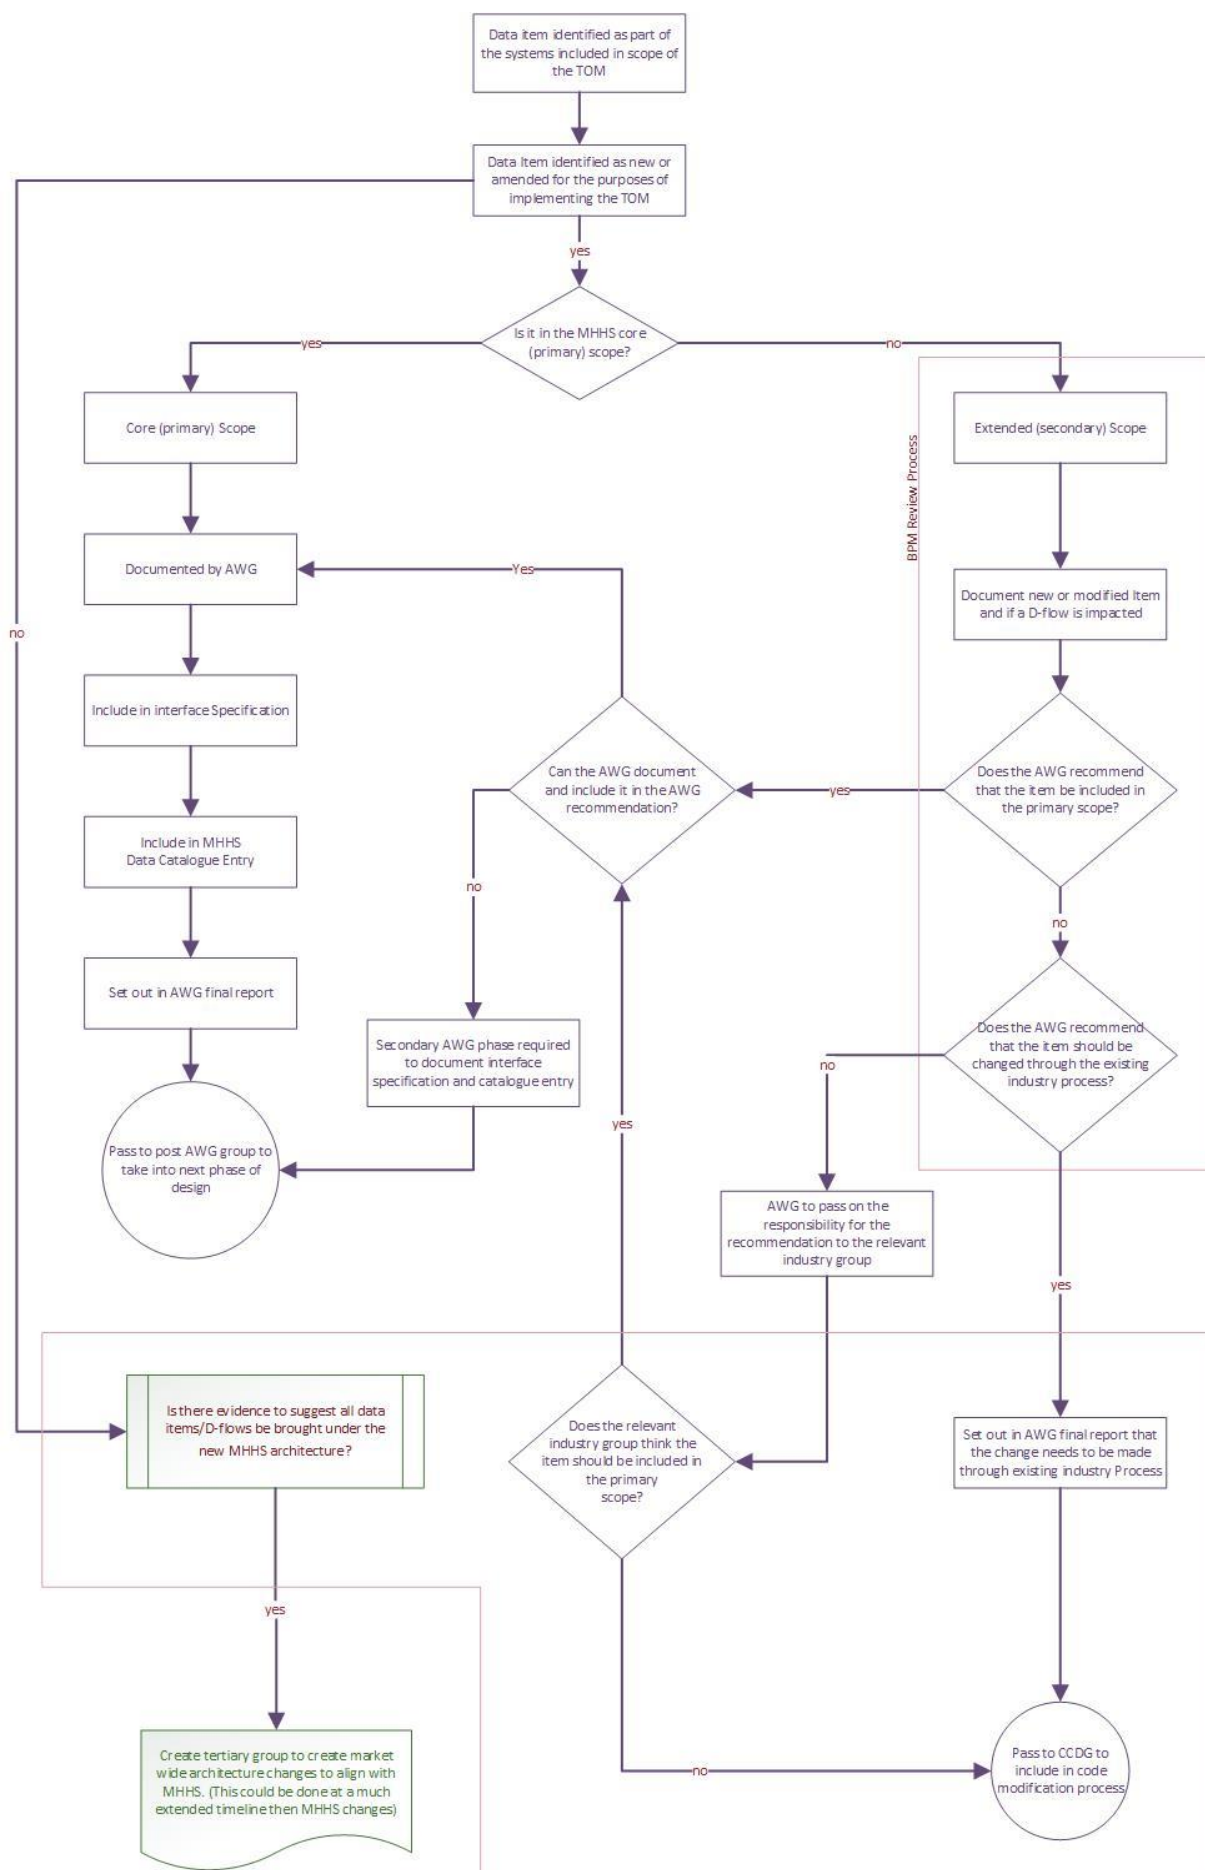 Data item identified as part of
the systems included in scope of
the TOM
Data Item identified as new or
amended for the purposes of
implementing the TOM
yes
Is it in the MHHS core
(primary) scope?
yes
no
Core (primary) Scope
Extended (secondary) Scope
BPM Review Process
Documented by AWG
Yes
Document new or modified Item
and if a D-flow is impacted
no
Include in interface Specification
Can the AWG document
and include it in the AWG
recommendation?
yes
Does the AWG recommend
that the item be included in
the primary scope?
Include in MHHS
Data Catalogue Entry
no
no
Set out in AWG final report
Secondary AWG phase required
to document interface
specification and catalogue entry
Does the AWG recommend
that the item should be
changed through the existing
industry process?
no
yes
Pass to post AWG group to
take into next phase of
design
AWG to pass on the
responsibility for the
recommendation to the relevant
industry group
yes
Is there evidence to suggest all data
items/D-flows be brought under the
new MHHS architecture?
Does the relevant
industry group think the
item should be included in
the primary
scope?
Set out in AWG final report that
the change needs to be made
through existing industry Process
yes
Create tertiary group to create market
wide architecture changes to align with
MHHS. (This could be done at a much
extended timeline then MHHS changes)
no
Pass to CCDG to
include in code
modification process